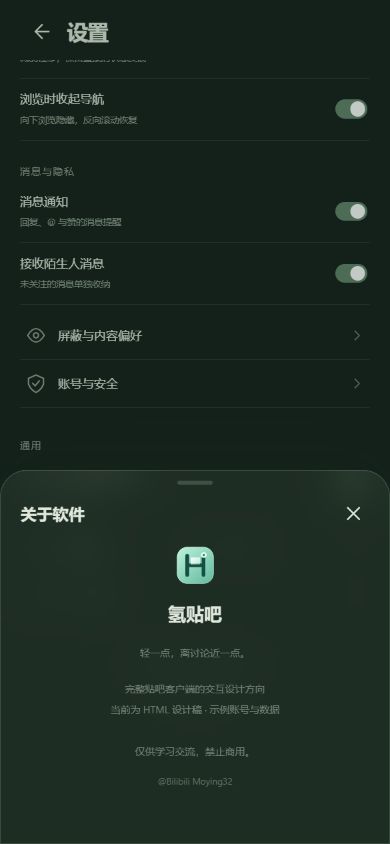 设置
浏览时收起导航
向下浏览隐藏，反向滚动恢复
消息与隐私
消息通知
回复、@ 与赞的消息提醒
接收陌生人消息
未关注的消息单独收纳
屏蔽与内容偏好
账号与安全
通用
关于软件
氢贴吧
轻一点，离讨论近一点。
完整贴吧客户端的交互设计方向
当前为 HTML 设计稿 · 示例账号与数据
仅供学习交流，禁止商用。
@Bilibili Moying32